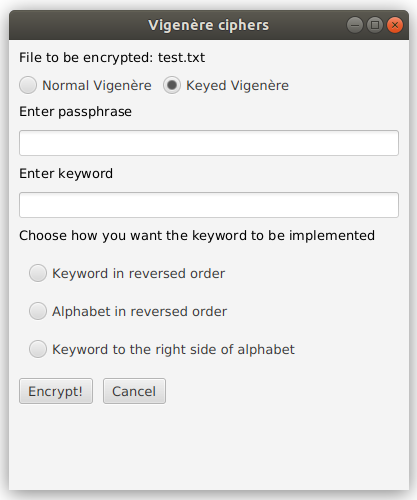 Vigenère ciphers
File to be encrypted: test.txt
Normal Vigenère Keyed Vigenère
Enter passphrase
Enter keyword
Choose how you want the keyword to be implemented
Keyword in reversed order
Alphabet in reversed order
Keyword to the right side of alphabet
Encrypt! Cancel